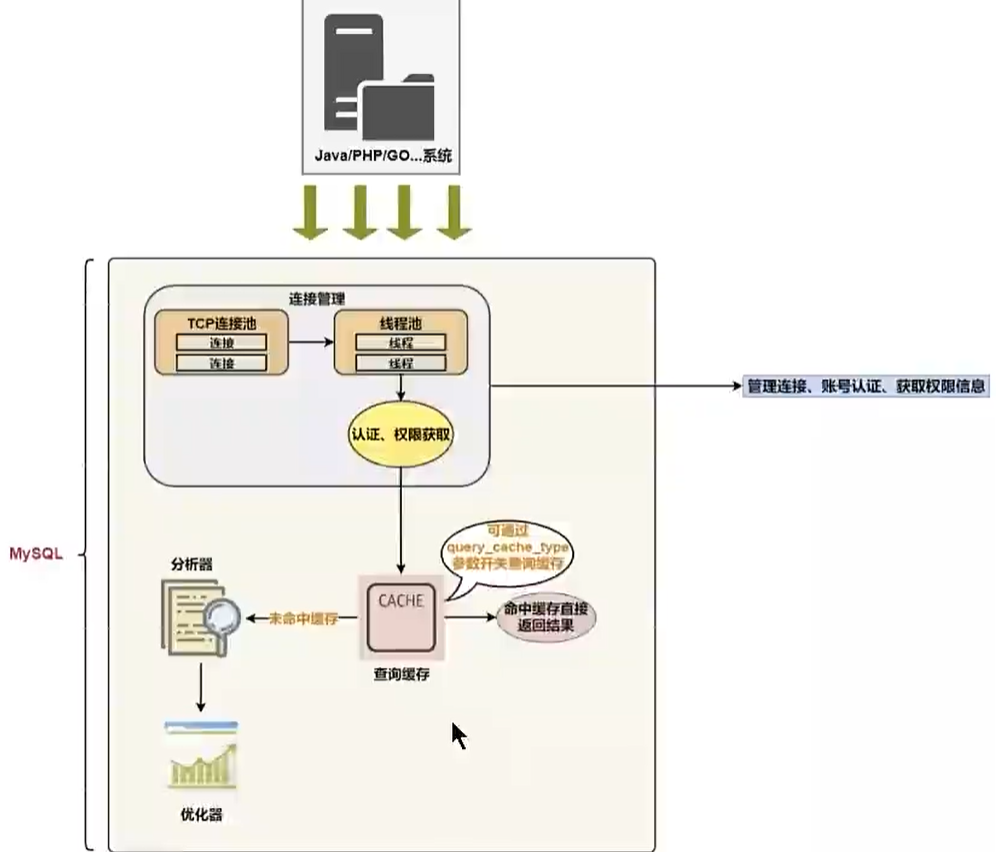 Java/PHP/GO...系统
连接管理
TCP连接池
连接
连接
线程池
线程
线程
认证、权限获取
管理连接、账号认证、获取权限信息
MySQL
可通过
query_cache_type
参数开关查询缓存
分析器
CACHE
未命中缓存
命中缓存直接
返回结果
查询缓存
优化器